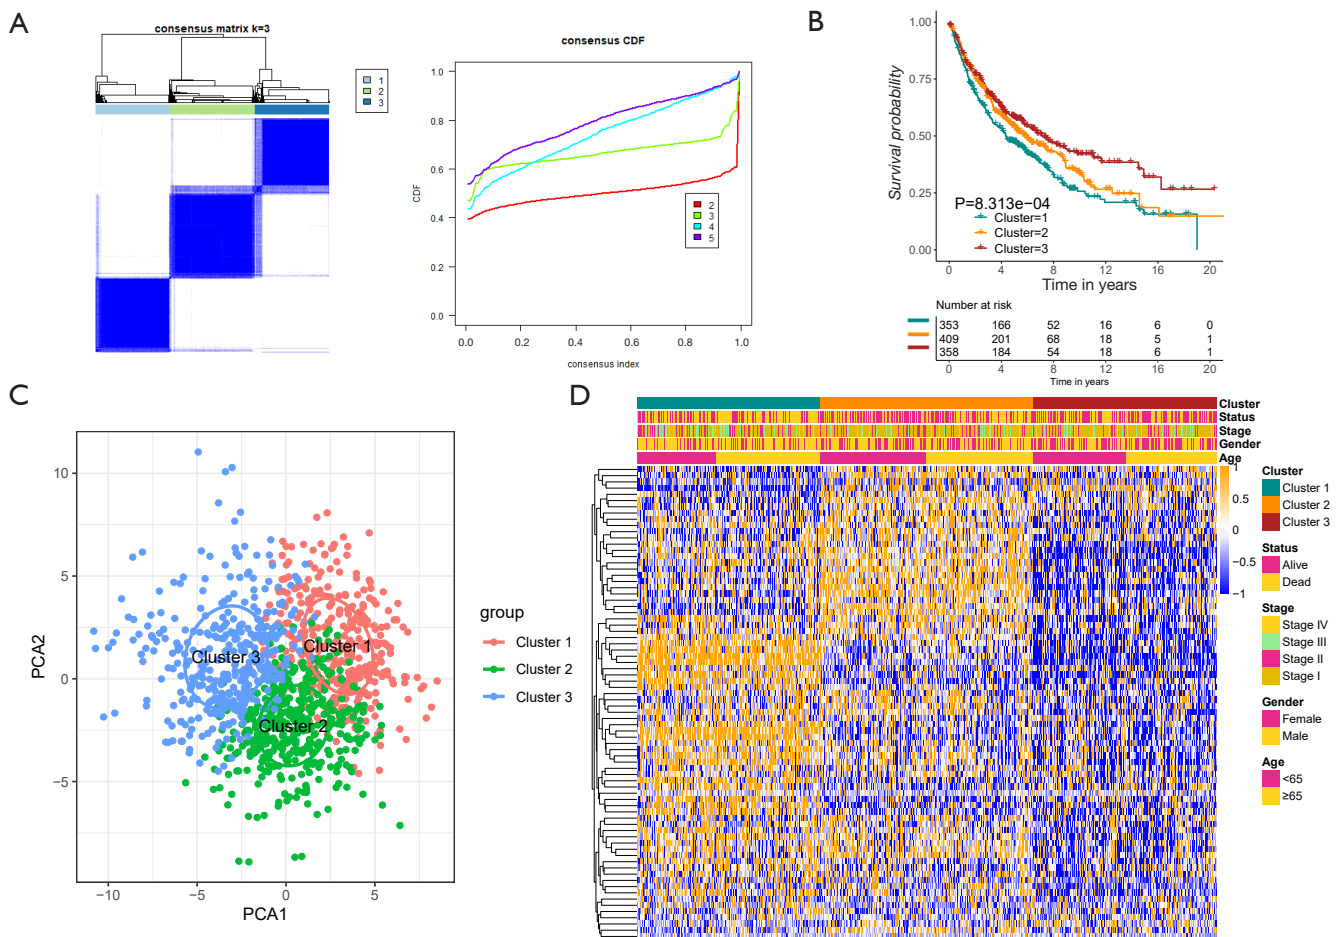 A
consensus matrix k=3
1
2
3
consensus CDF
CDF
1.0
0.8
0.6
0.4
0.2
0.0
2
3
4
5
0.0 0.2 0.4 0.6 0.8 1.0
consensus index
B
Survival probability
1.00
0.75
0.50
0.25
0.00
P=8.313e−04
Cluster=1
Cluster=2
Cluster=3
0 4 8 12 16 20
Time in years
Number at risk
353 166 52 16 6 0
409 201 68 18 5 1
358 184 54 18 6 1
0 4 8 12 16 20
Time in years
C
PCA2
10
5
0
−5
Cluster 1
Cluster 3
Cluster 2
−10 −5 0 5
PCA1
group
Cluster 1
Cluster 2
Cluster 3
D
Cluster
Status
Stage
Gender
Age
1
0.5
0
−0.5
−1
Cluster
Cluster 1
Cluster 2
Cluster 3
Status
Alive
Dead
Stage
Stage IV
Stage III
Stage II
Stage I
Gender
Female
Male
Age
<65
≥65